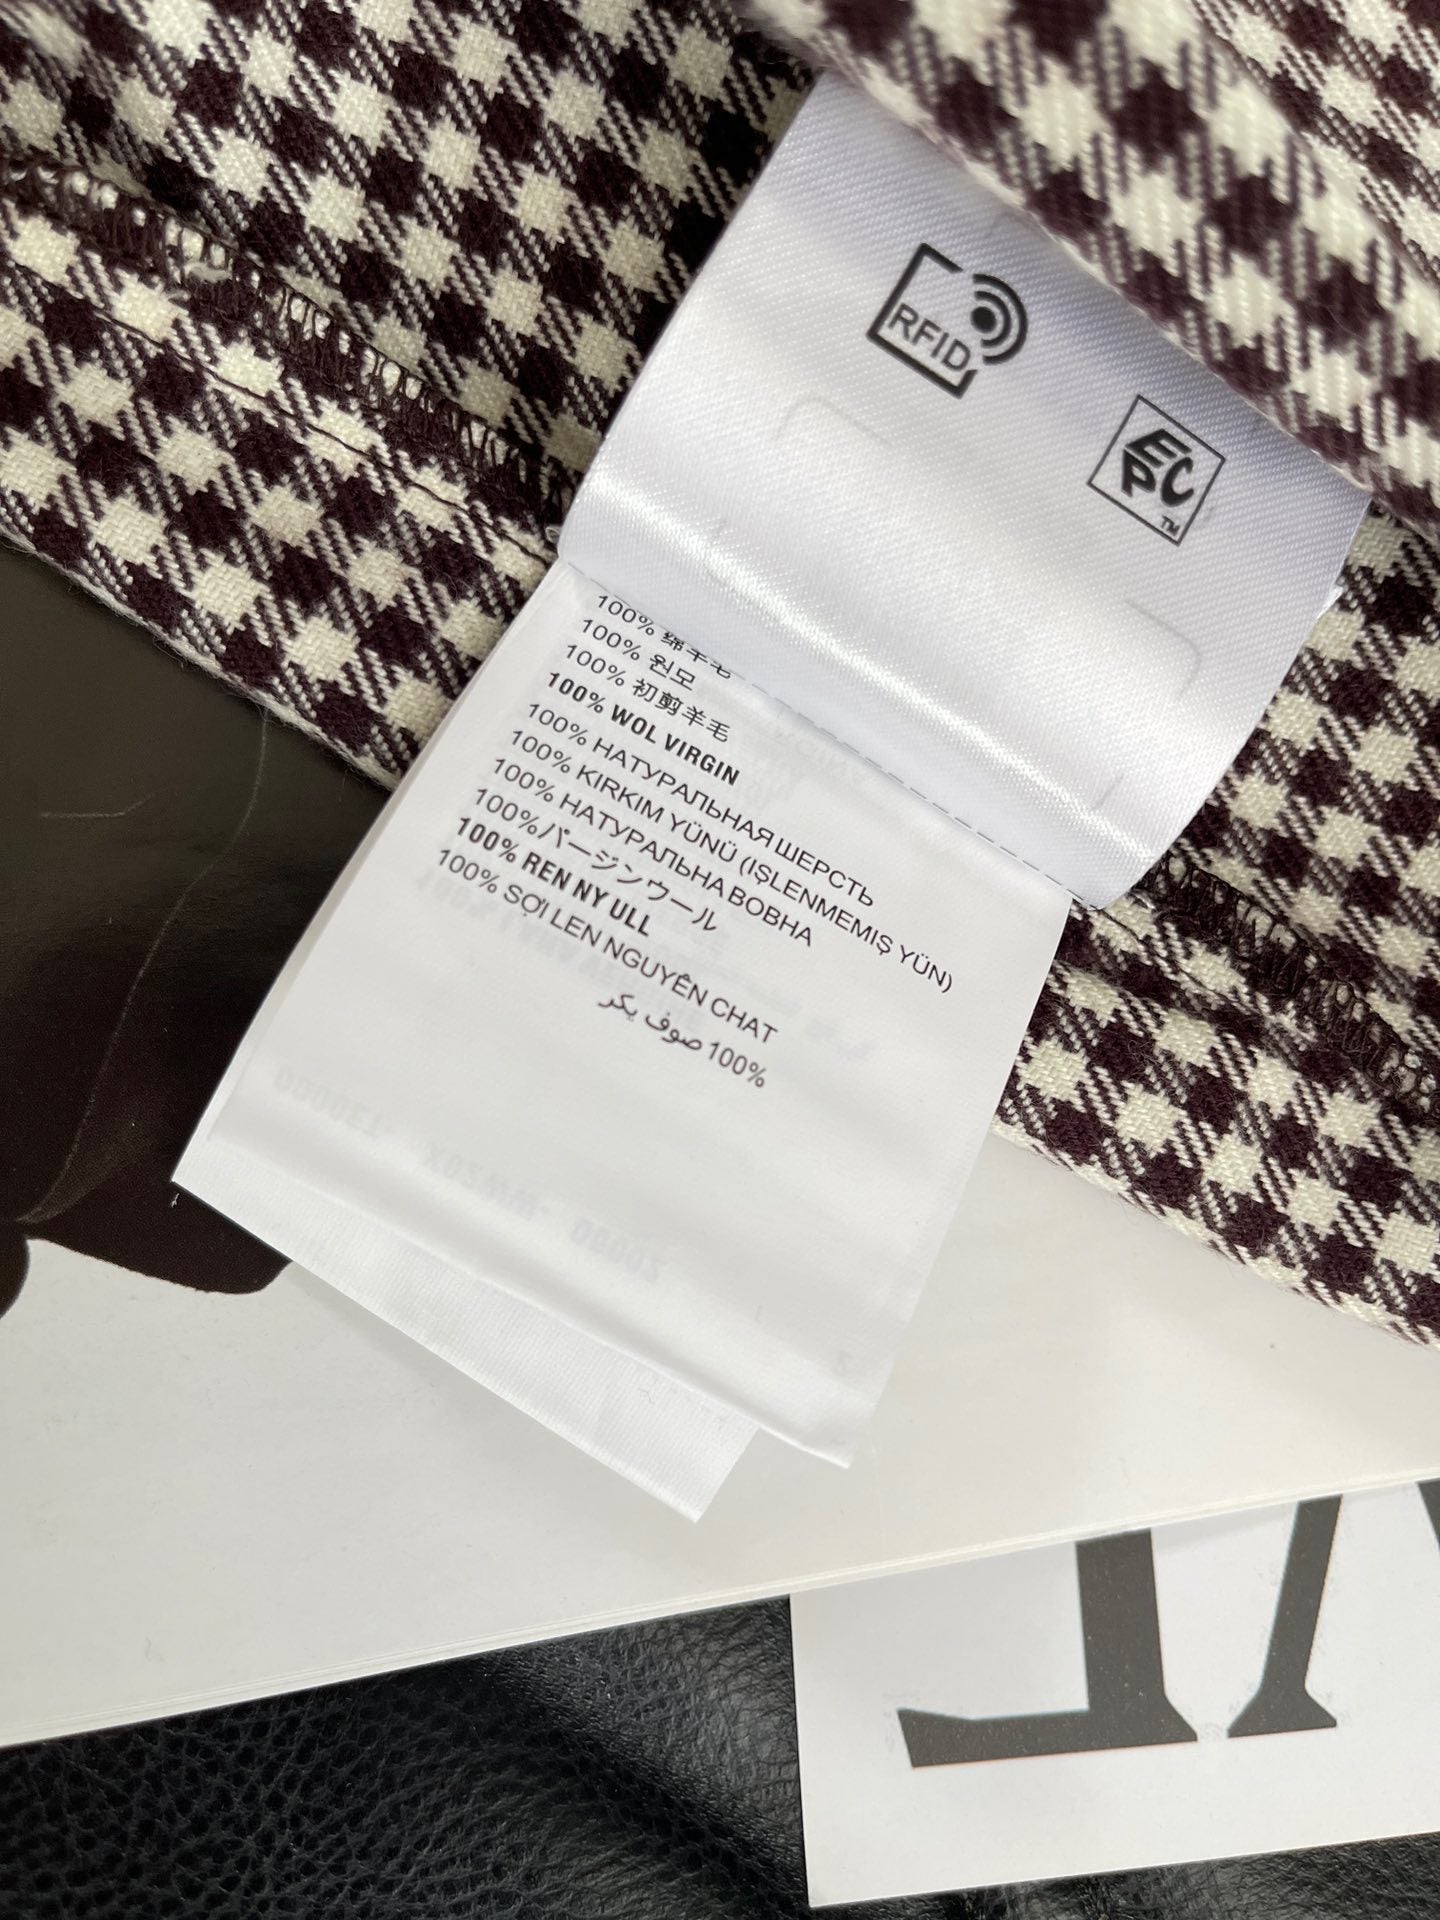 RFID
EPC
TM
100% 绵羊毛
100% 원모
100% 初剪羊毛
100% WOL VIRGIN
100% НАТУРАЛЬНАЯ ШЕРСТЬ
100% KIRKIM YÜNÜ (IŞLENMEMIŞ YÜN)
100% НАТУРАЛЬНА ВОВНА
100%バージンウール
100% REN NY ULL
100% SỢI LEN NGUYÊN CHAT
100% صوف يكر